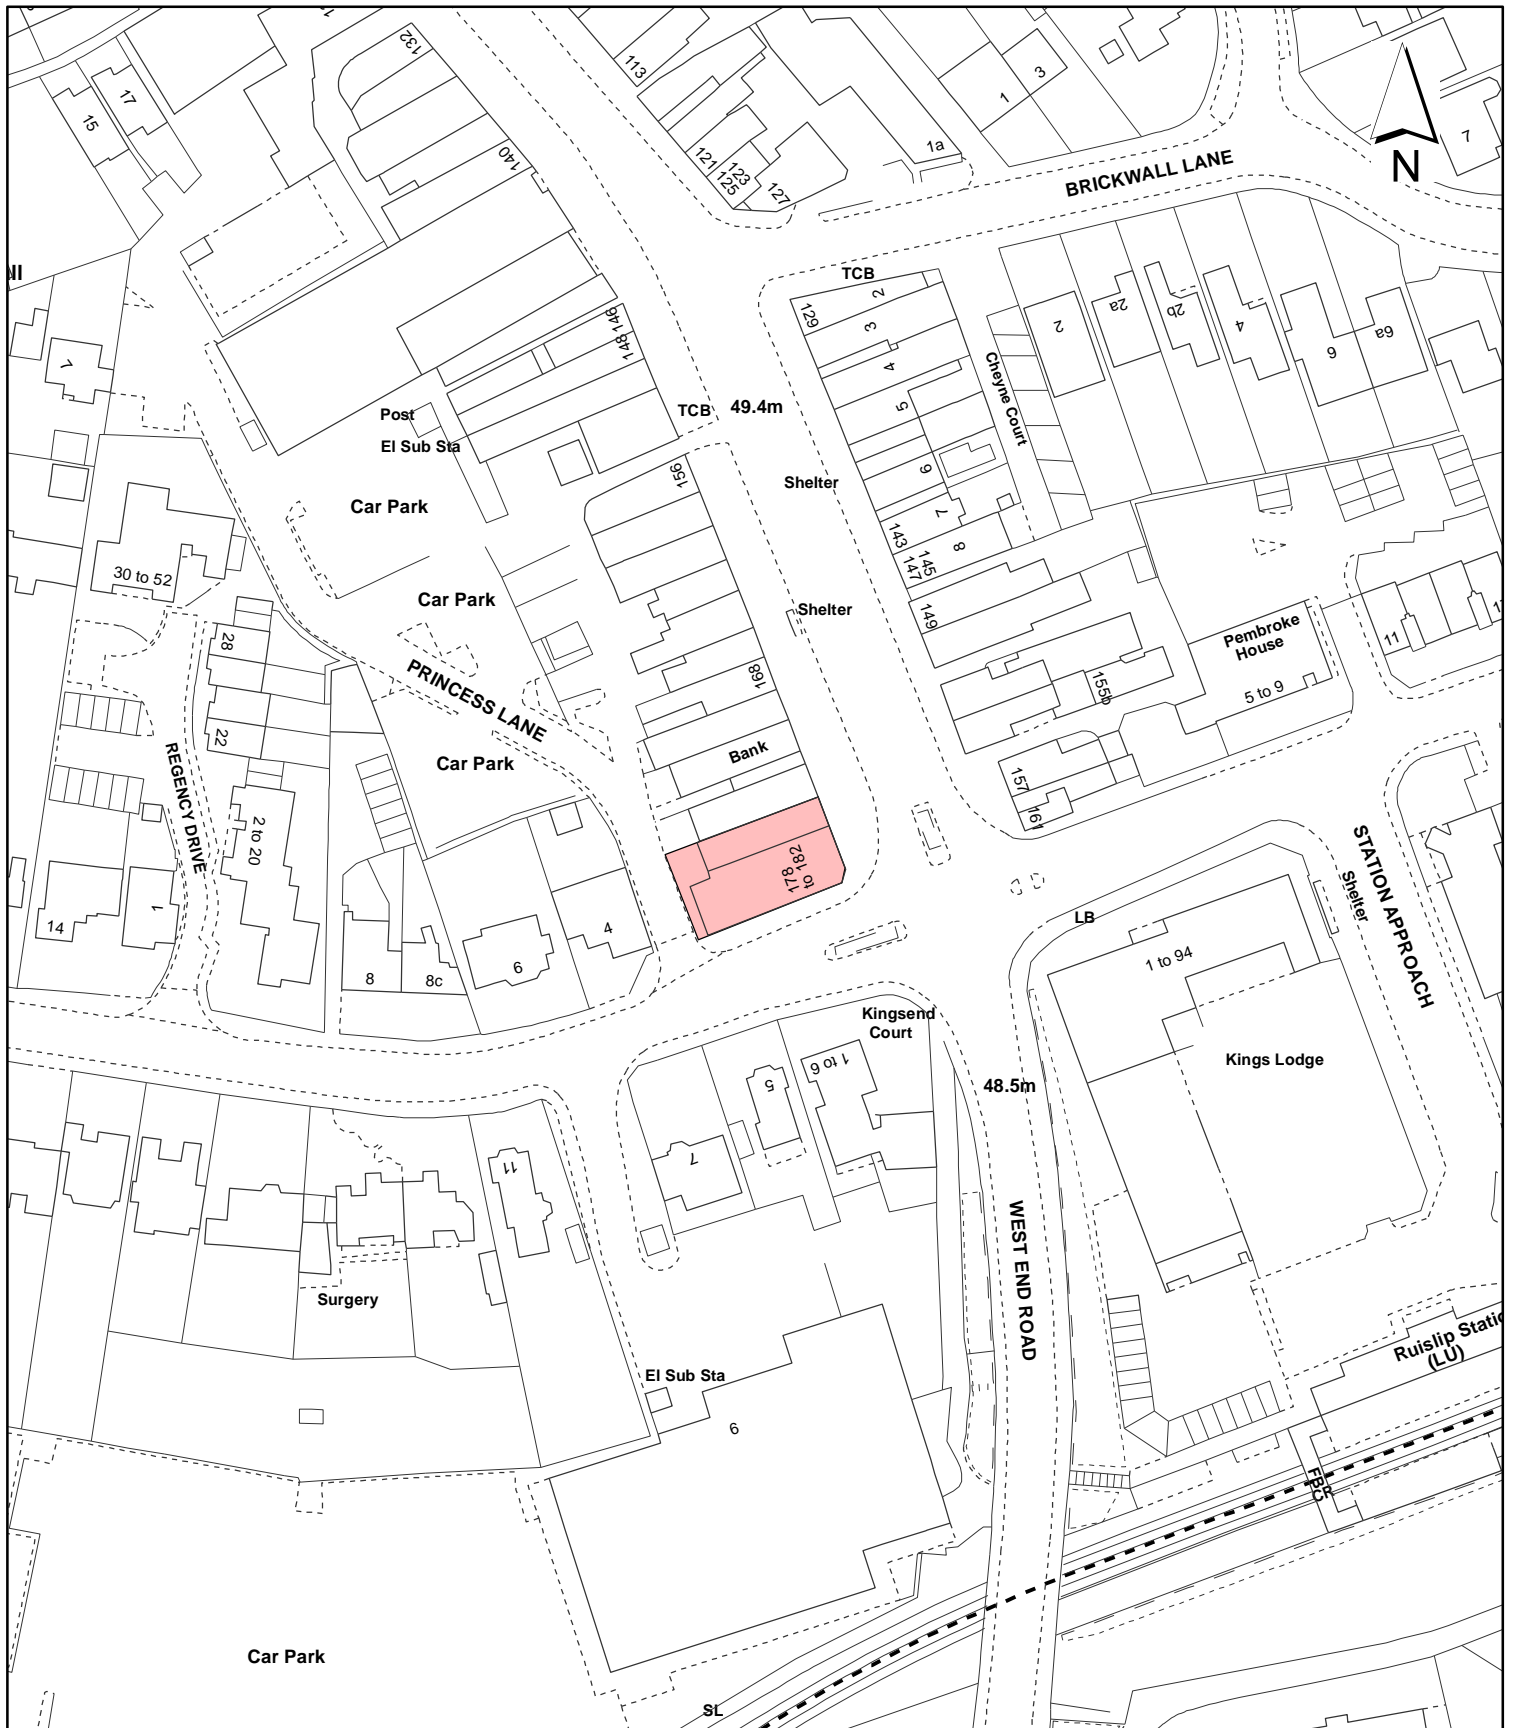 132
113
3
1
17
15
7
N
1a
140
121
123
125
127
BRICKWALL LANE
TCB
129
2
3
4
5
6
7
8
2
2a
2b
4
6
6a
146
148
7
Cheyne Court
Post
El Sub Sta
TCB
49.4m
Car Park
156
Shelter
143
145
147
149
30 to 52
Car Park
Shelter
28
22
PRINCESS LANE
168
Pembroke
House
5 to 9
11
155b
REGENCY DRIVE
Car Park
Bank
157
161
2 to 20
178
to 182
STATION APPROACH
Shelter
LB
1 to 94
14
1
8
8c
6
4
Kingsend
Court
1 to 6
5
7
48.5m
Kings Lodge
11
Surgery
WEST END ROAD
Ruislip Static
(LU)
El Sub Sta
6
Car Park
SL